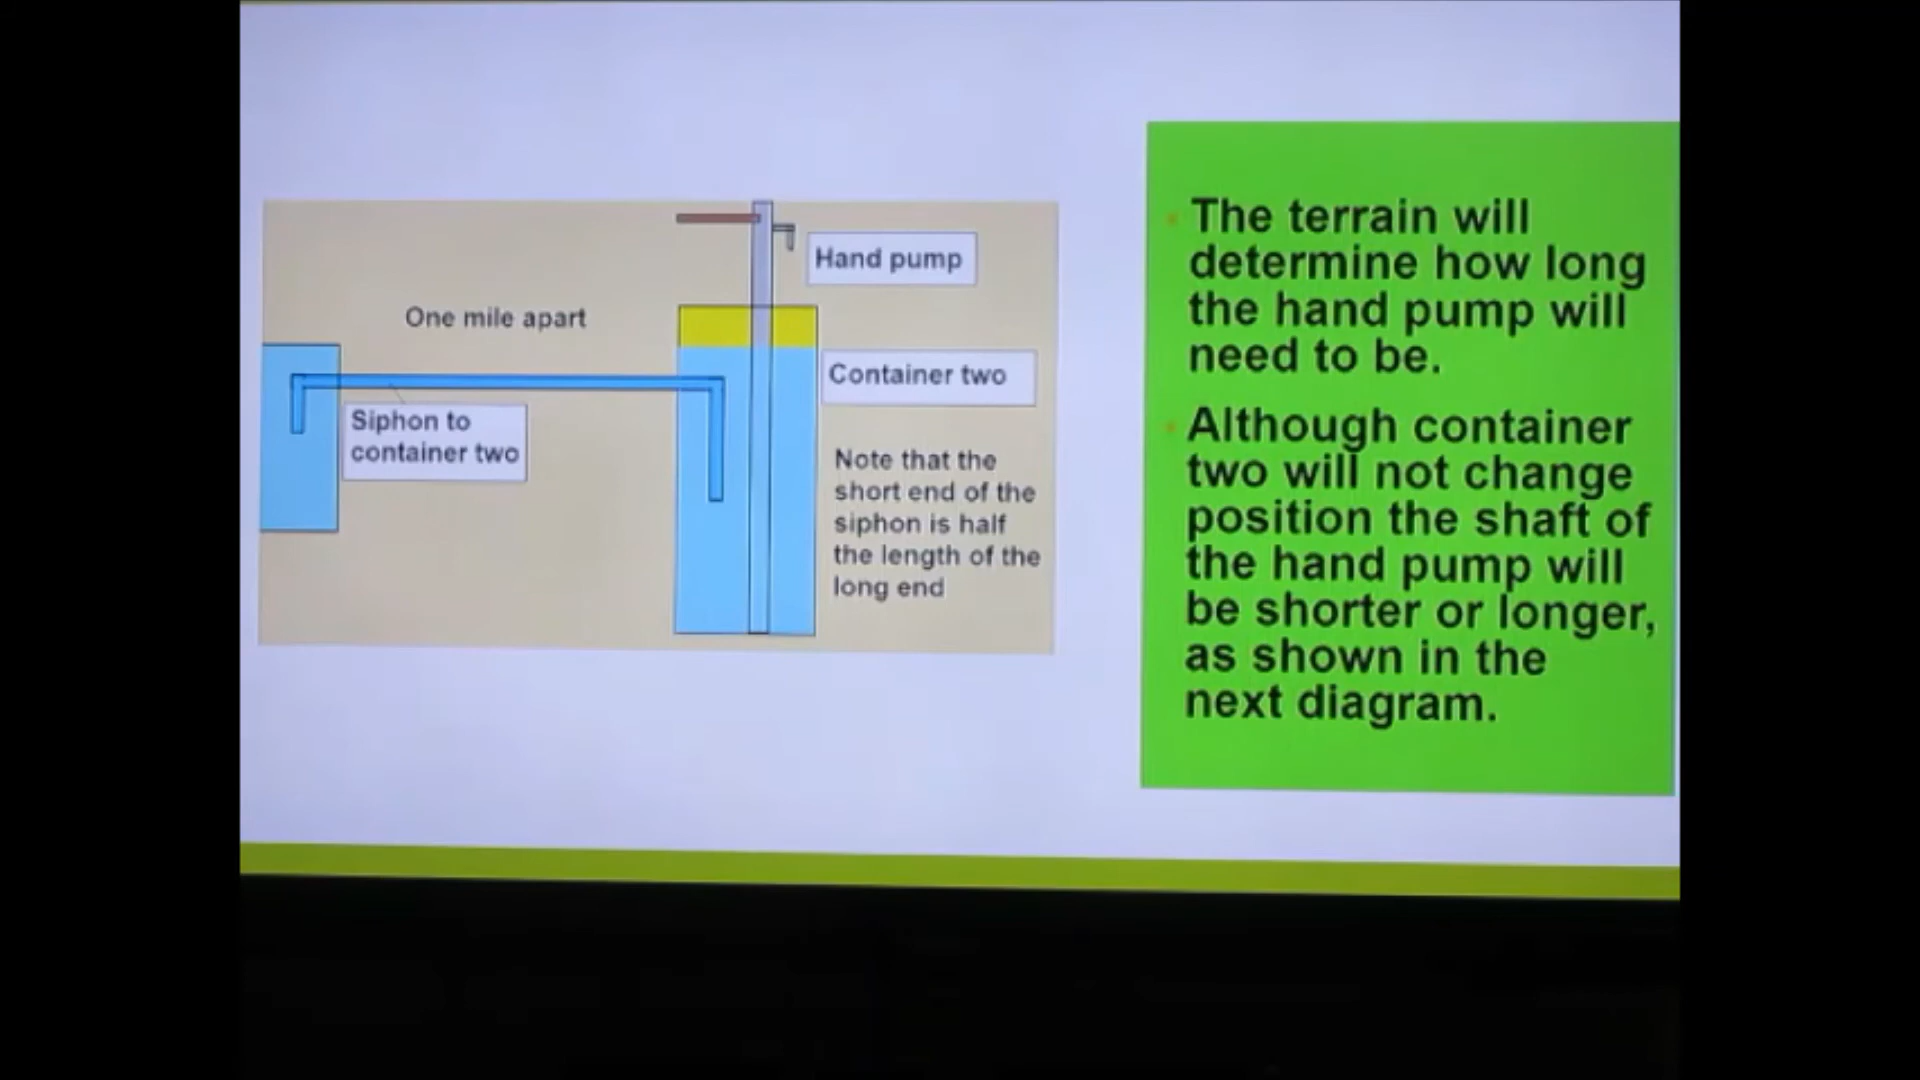 Hand pump
One mile apart
Container two
Siphon to
container two
Note that the
short end of the
siphon is half
the length of the
long end
The terrain will
determine how long
the hand pump will
need to be.
Although container
two will not change
position the shaft of
the hand pump will
be shorter or longer,
as shown in the
next diagram.